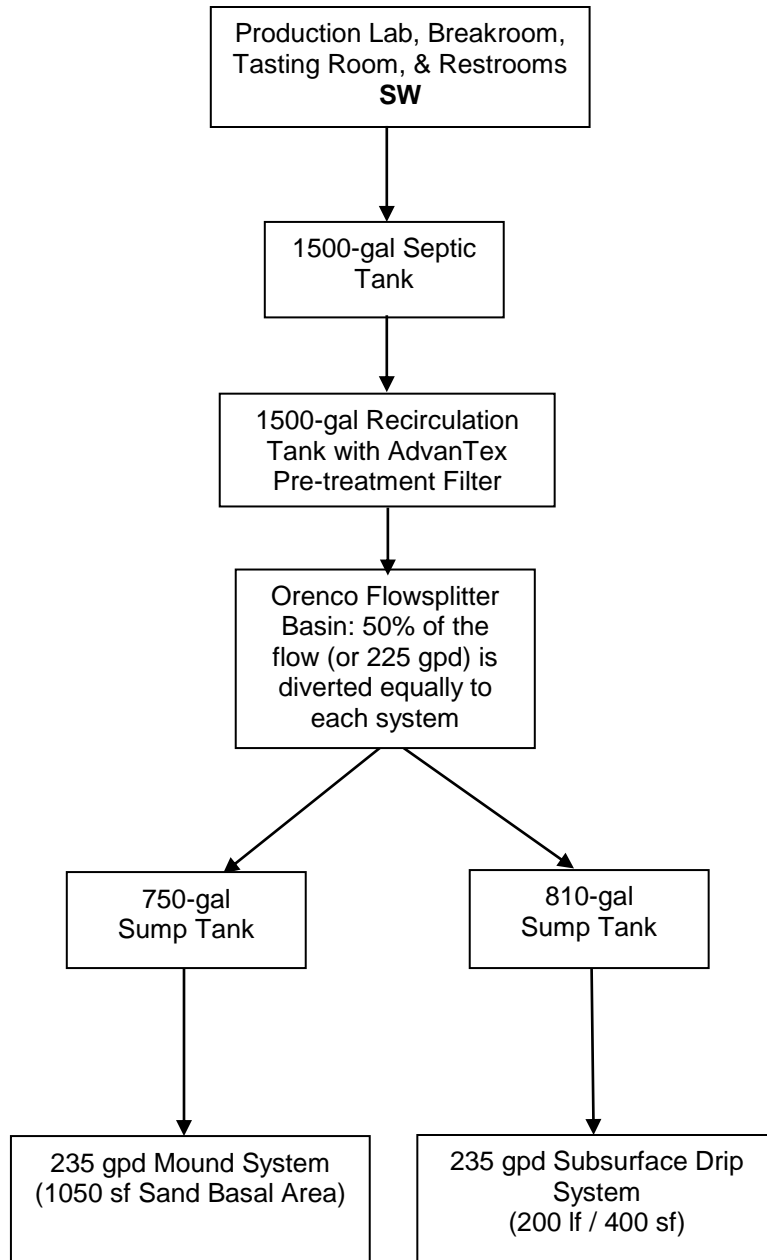 Production Lab, Breakroom,
Tasting Room, & Restrooms
SW
1500-gal Septic
Tank
1500-gal Recirculation
Tank with AdvanTex
Pre-treatment Filter
Orenco Flowsplitter
Basin: 50% of the
flow (or 225 gpd) is
diverted equally to
each system
750-gal
Sump Tank
810-gal
Sump Tank
235 gpd Mound System
(1050 sf Sand Basal Area)
235 gpd Subsurface Drip
System
(200 lf / 400 sf)